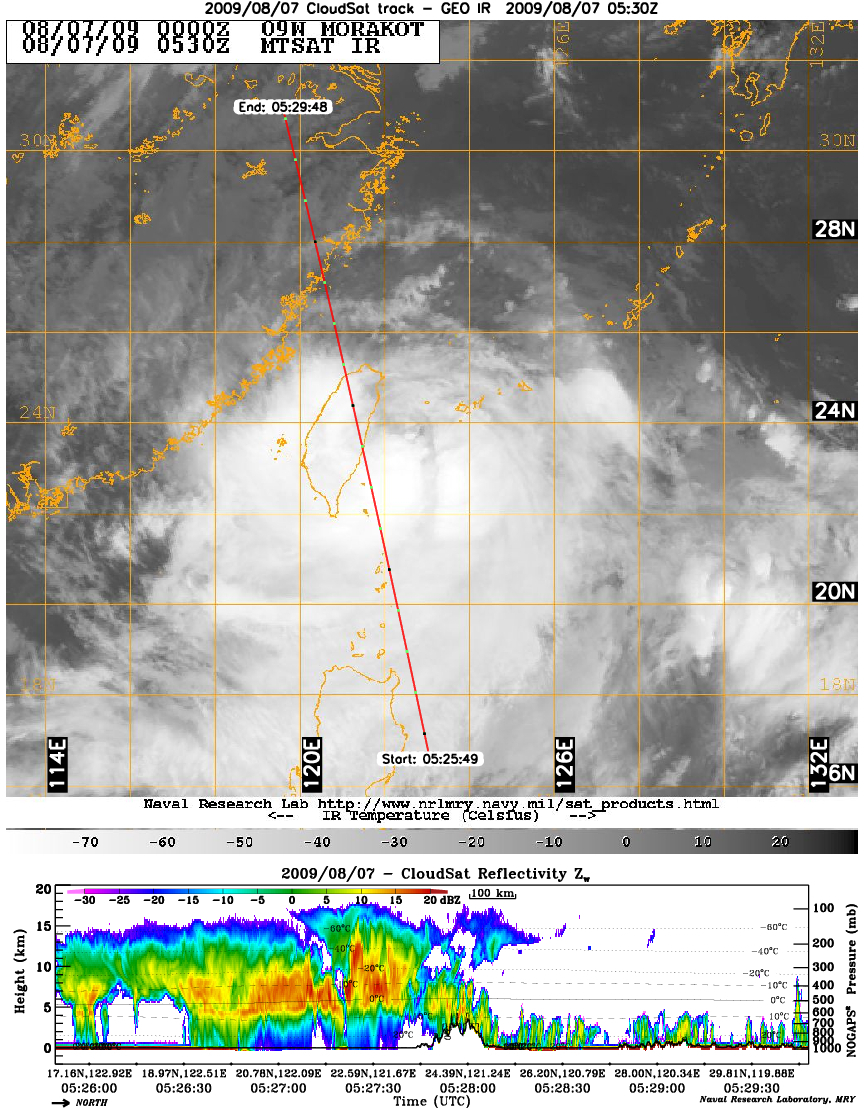 2009/08/07 CloudSat track - GEO IR 2009/08/07 05:30Z
08/07/09 0000Z 09W MORAKOT
08/07/09 0530Z MTSAT IR
126E
132E
End: 05:29:48
30N
30N
28N
24N
24N
20N
18N
18N
114E
120E
126E
132E
16N
Start: 05:25:49
Naval Research Lab http://www.nrlmry.navy.mil/sat_products.html
<-- IR Temperature (Celsius) -->
-70 -60 -50 -40 -30 -20 -10 0 10 20
2009/08/07 - CloudSat Reflectivity Zw
-30 -25 -20 -15 -10 -5 0 5 10 15 20 dBZ
100 km
Height (km)
20
15
10
5
0
-60°C
-40°C
-20°C
0°C
0°C
-60°C
-40°C
-20°C
-10°C
0°C
10°C
100
200
300
400
500
600
700
800
900
1000
NOGAPS* Pressure (mb)
17.16N,122.92E 18.97N,122.51E 20.78N,122.09E 22.59N,121.67E 24.39N,121.24E 26.20N,120.79E 28.00N,120.34E 29.81N,119.88E
05:26:00 05:26:30 05:27:00 05:27:30 05:28:00 05:28:30 05:29:00 05:29:30
NORTH
Time (UTC)
Naval Research Laboratory, MRY